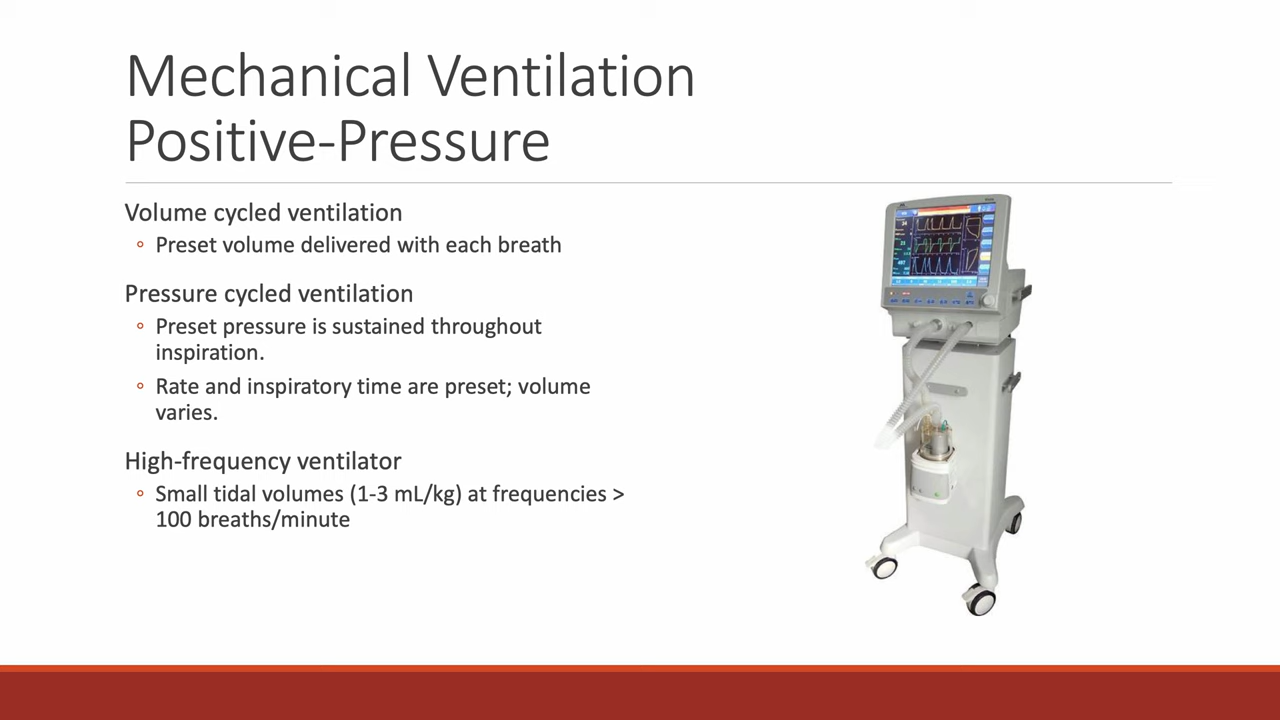 Mechanical Ventilation
Positive-Pressure
Volume cycled ventilation
◦ Preset volume delivered with each breath
Pressure cycled ventilation
◦ Preset pressure is sustained throughout
inspiration.
◦ Rate and inspiratory time are preset; volume
varies.
High-frequency ventilator
◦ Small tidal volumes (1-3 mL/kg) at frequencies >
100 breaths/minute